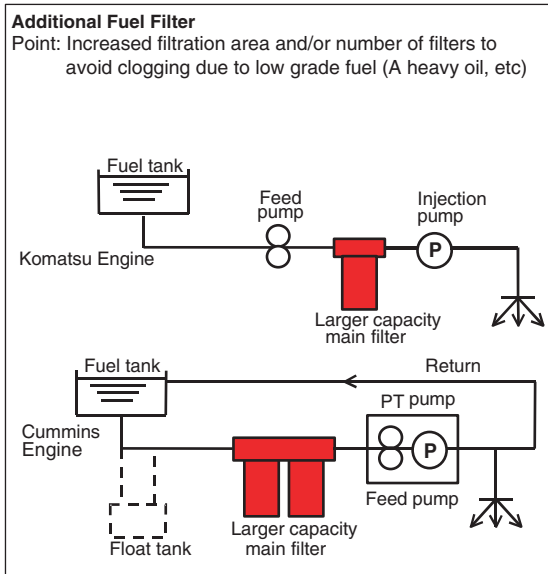 Additional Fuel Filter
Point: Increased filtration area and/or number of filters to
avoid clogging due to low grade fuel (A heavy oil, etc)
Fuel tank
Feed
pump
Injection
pump
P
Komatsu Engine
Larger capacity
main filter
Fuel tank
Return
PT pump
Cummins
Engine
P
Feed pump
Larger capacity
main filter
Float tank